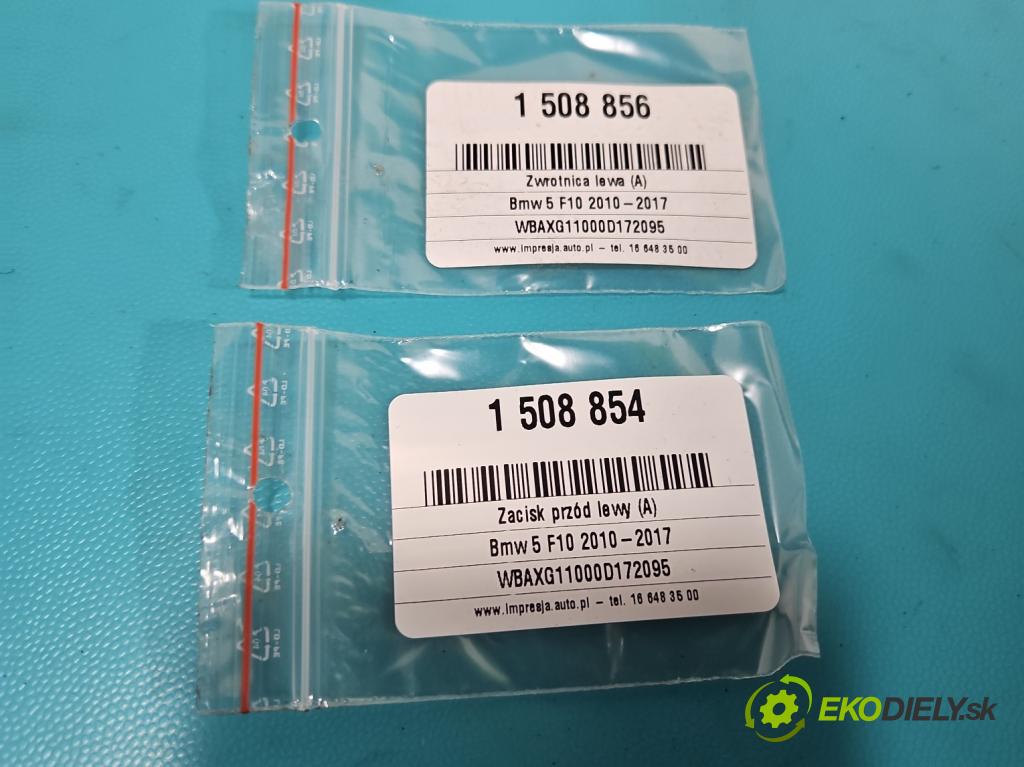 1 508 856
Zwrotnica lewa (A)
Bmw 5 F10 2010-2017
WBAXG11000D172095
www.impresja.auto.pl - tel. 16 648 35 00
1 508 854
Zacisk przód lewy (A)
Bmw 5 F10 2010-2017
WBAXG11000D172095
www.impresja.auto.pl - tel. 16 648 35 00
EKODIELY.sk